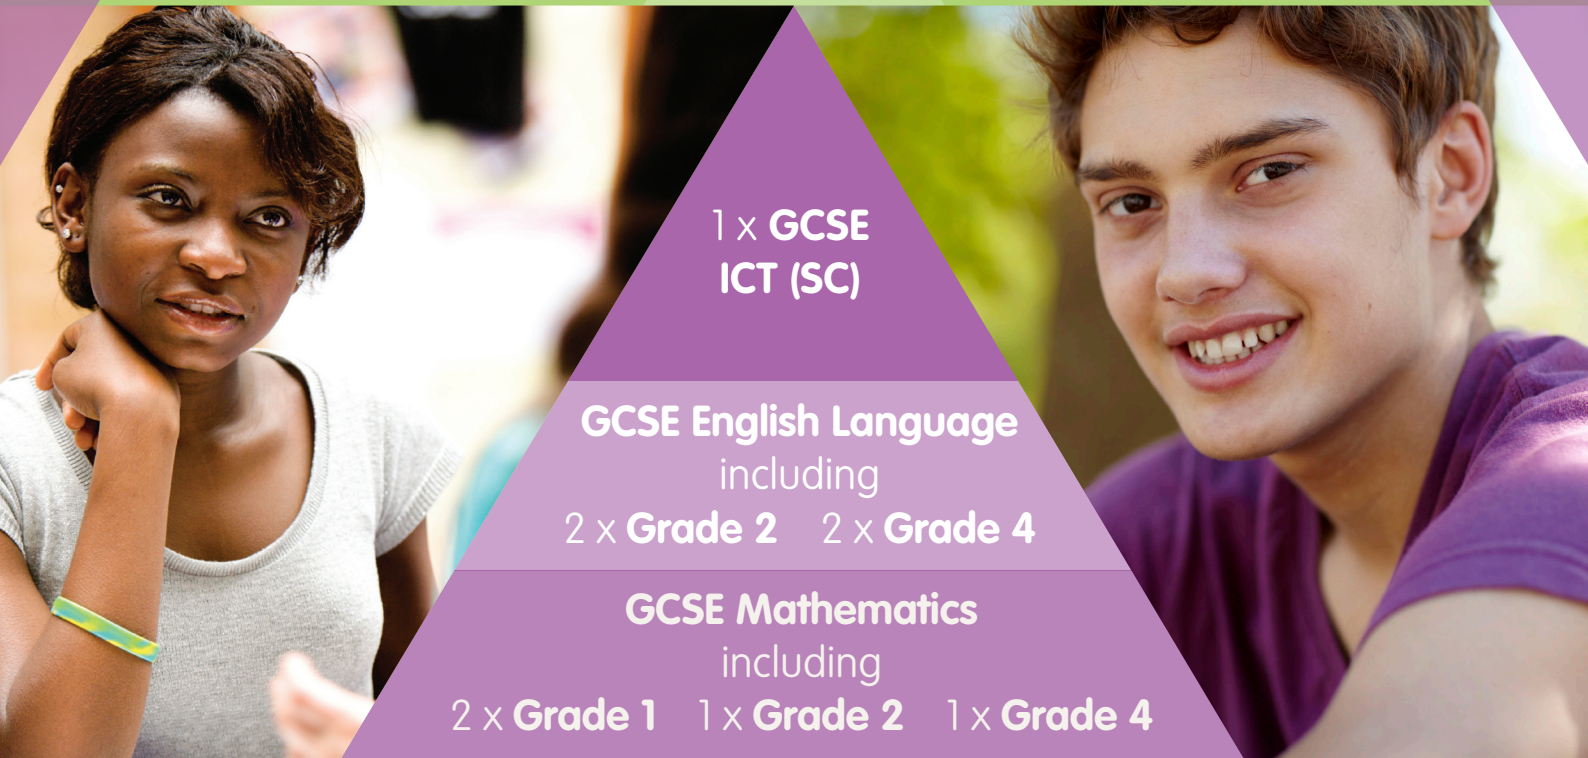 1 x GCSE
ICT (SC)
GCSE English Language
including
2 x Grade 2 2 x Grade 4
GCSE Mathematics
including
2 x Grade 1 1 x Grade 2 1 x Grade 4